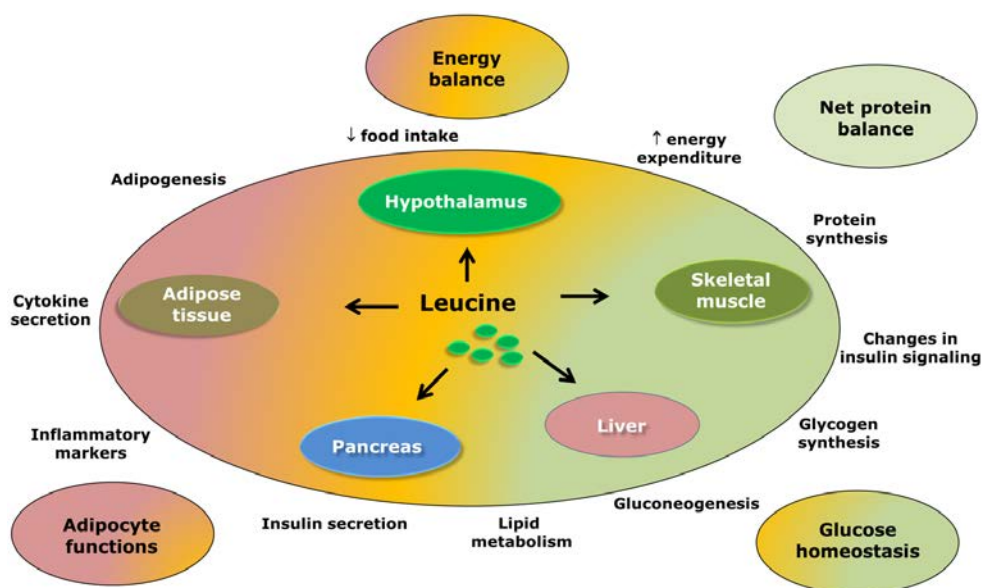 Energy
balance
Net protein
balance
↓ food intake
↑ energy
expenditure
Adipogenesis
Hypothalamus
Protein
synthesis
Cytokine
secretion
Adipose
tissue
Leucine
Skeletal
muscle
Changes in
insulin signaling
Inflammatory
markers
Pancreas
Liver
Glycogen
synthesis
Adipocyte
functions
Insulin secretion
Lipid
metabolism
Gluconeogenesis
Glucose
homeostasis